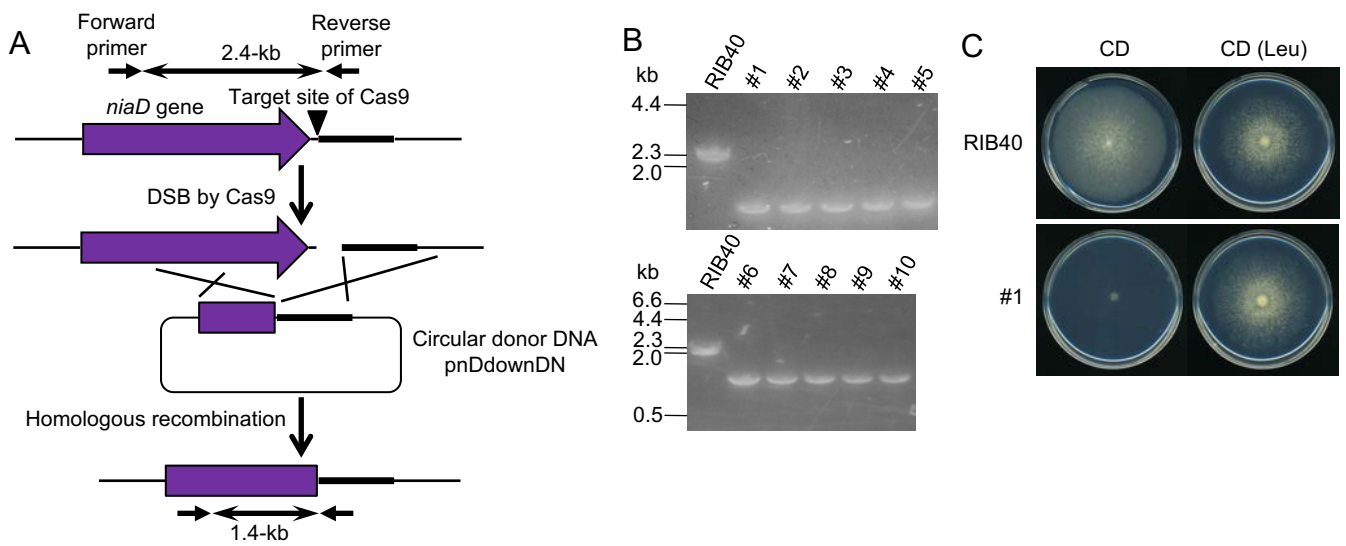 A
Forward
primer
Reverse
primer
2.4-kb
niaD gene
Target site of Cas9
DSB by Cas9
Circular donor DNA
pnDdownDN
Homologous recombination
1.4-kb
B
kb
RIB40
#1
#2
#3
#4
#5
4.4
2.3
2.0
kb
RIB40
#6
#7
#8
#9
#10
6.6
4.4
2.3
2.0
0.5
C
CD
CD (Leu)
RIB40
#1